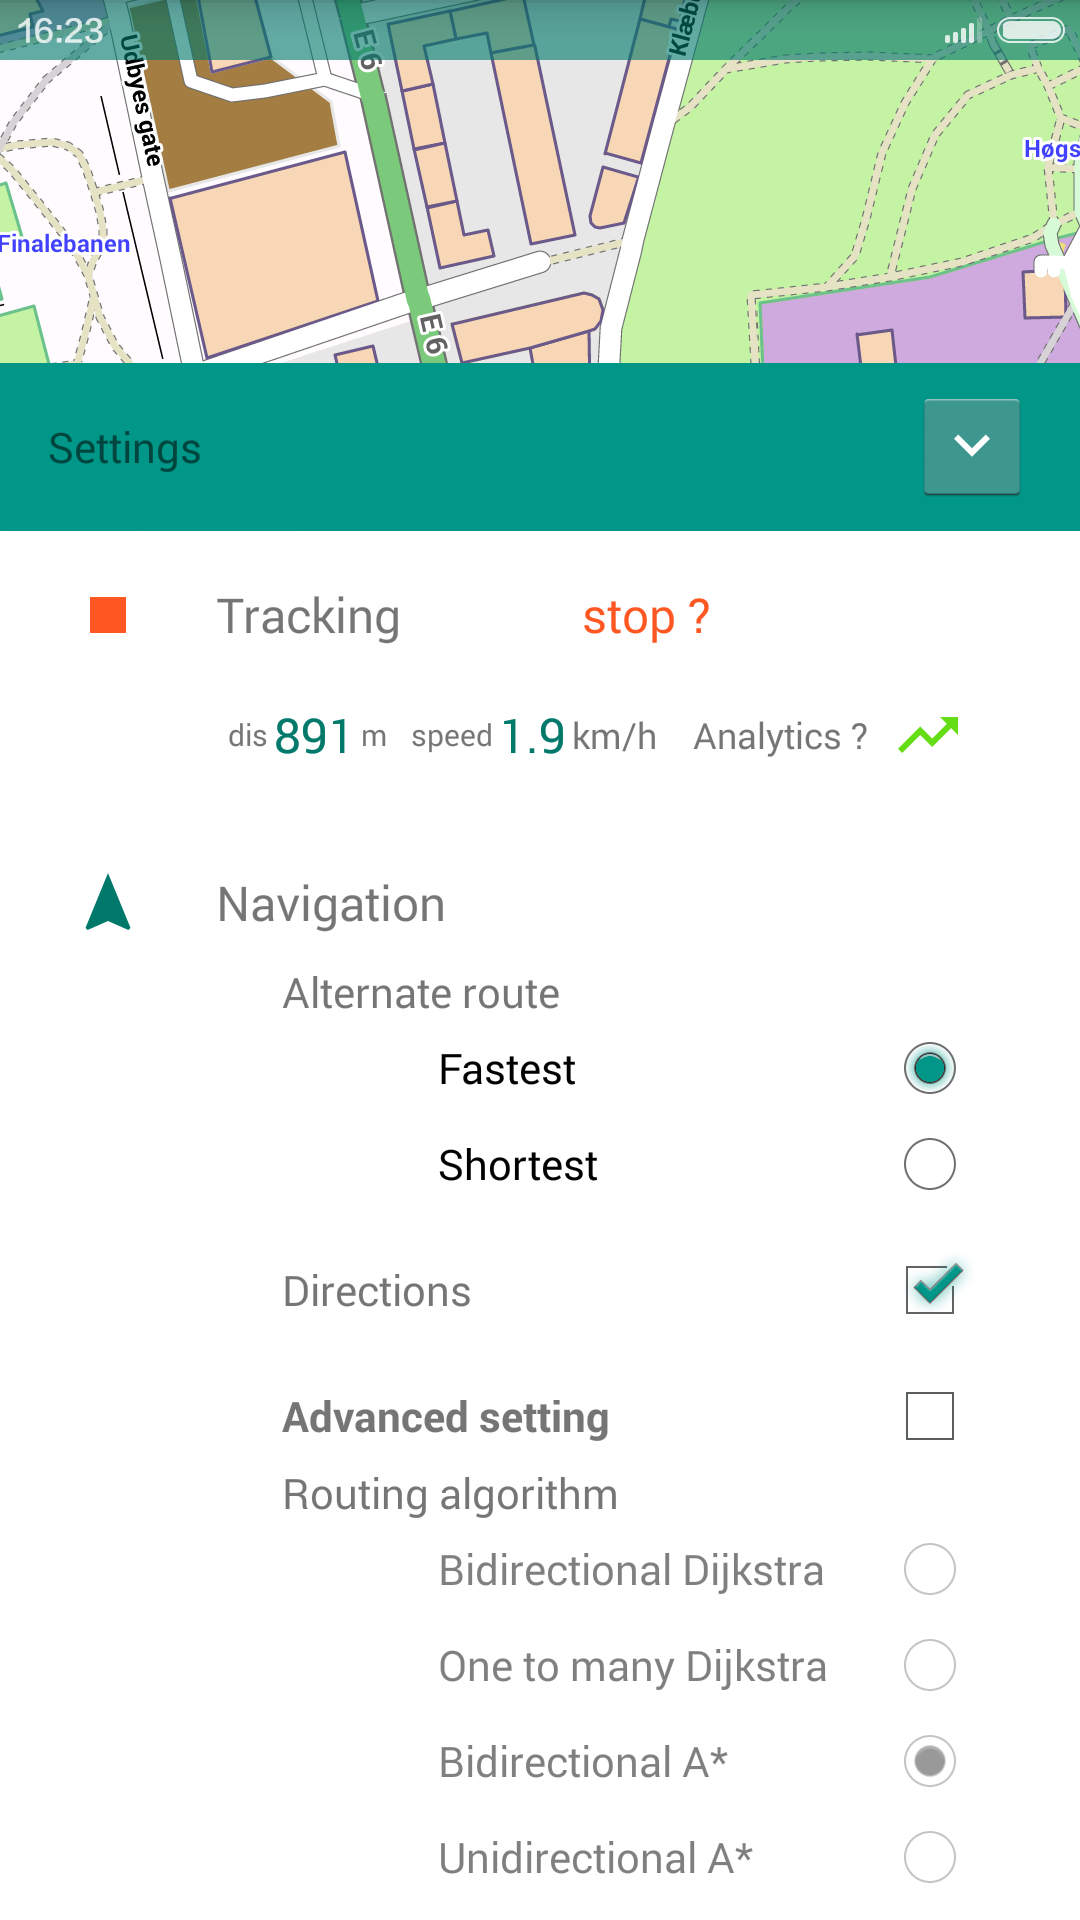 16:23
Udbyes gate
E6
Klæb
Høgs
Finalebanen
E6
Settings
Tracking stop ?
dis 891 m speed 1.9 km/h Analytics ?
Navigation
Alternate route
Fastest
Shortest
Directions
Advanced setting
Routing algorithm
Bidirectional Dijkstra
One to many Dijkstra
Bidirectional A*
Unidirectional A*